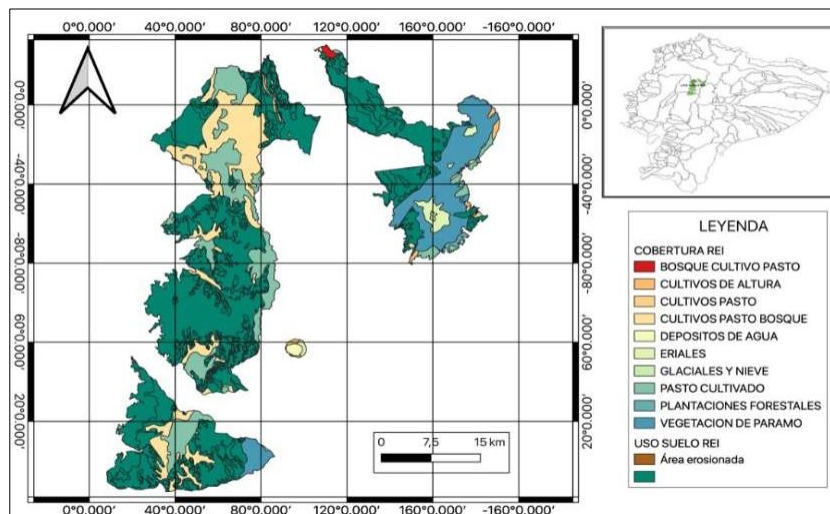 0°0.000' 40°0.000' 80°0.000' 120°0.000' 160°0.000' -160°0.000'
0°0.000'
0°0.000'
-40°0.000'
-40°0.000'
-80°0.000'
-80°0.000'
60°0.000'
60°0.000'
20°0.000'
20°0.000'
0 7,5 15 km
0°0.000' 40°0.000' 80°0.000' 120°0.000' 160°0.000' -160°0.000'
LEYENDA
COBERTURA REI
BOSQUE CULTIVO PASTO
CULTIVOS DE ALTURA
CULTIVOS PASTO
CULTIVOS PASTO BOSQUE
DEPOSITOS DE AGUA
ERIALES
GLACIALES Y NIEVE
PASTO CULTIVADO
PLANTACIONES FORESTALES
VEGETACION DE PARAMO
USO SUELO REI
Área erosionada